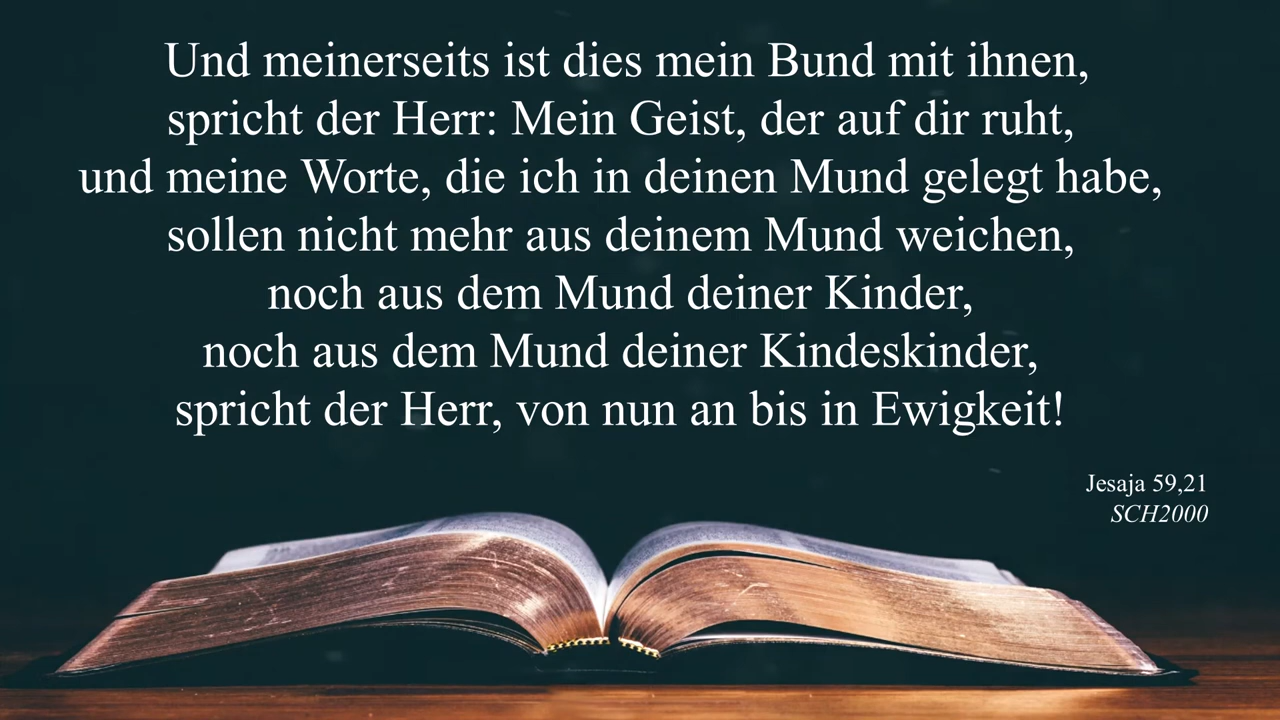 Und meinerseits ist dies mein Bund mit ihnen,
spricht der Herr: Mein Geist, der auf dir ruht,
und meine Worte, die ich in deinen Mund gelegt habe,
sollen nicht mehr aus deinem Mund weichen,
noch aus dem Mund deiner Kinder,
noch aus dem Mund deiner Kindeskinder,
spricht der Herr, von nun an bis in Ewigkeit!
Jesaja 59,21
SCH2000